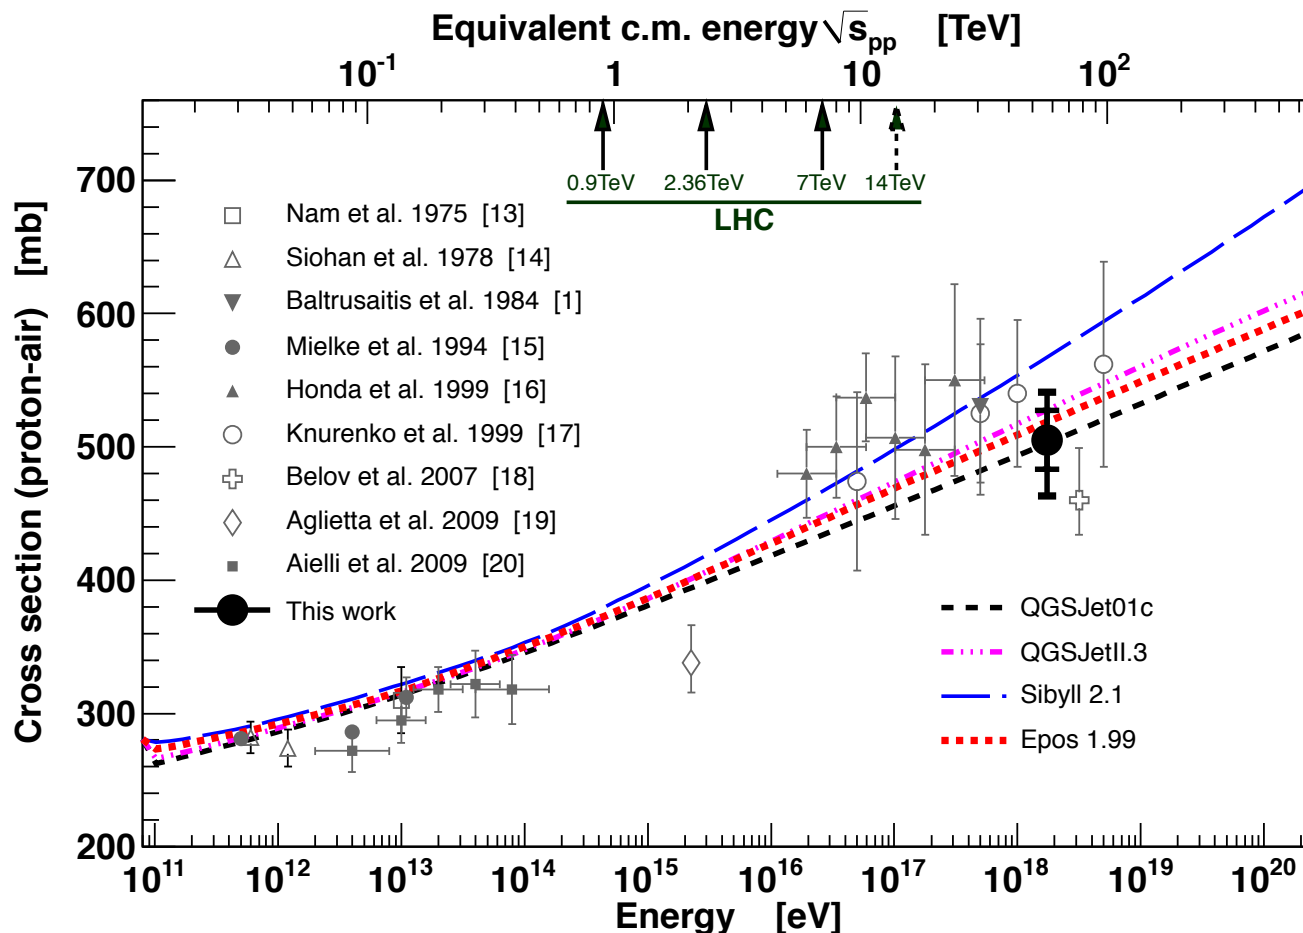 Equivalent c.m. energy √s_pp [TeV]
10^-1 1 10 10^2
0.9TeV 2.36TeV 7TeV 14TeV
LHC
Cross section (proton-air) [mb]
700
600
500
400
300
200
Nam et al. 1975 [13]
Siohan et al. 1978 [14]
Baltrusaitis et al. 1984 [1]
Mielke et al. 1994 [15]
Honda et al. 1999 [16]
Knurenko et al. 1999 [17]
Belov et al. 2007 [18]
Aglietta et al. 2009 [19]
Aielli et al. 2009 [20]
This work
QGSJet01c
QGSJetII.3
Sibyll 2.1
Epos 1.99
10^11 10^12 10^13 10^14 10^15 10^16 10^17 10^18 10^19 10^20
Energy [eV]